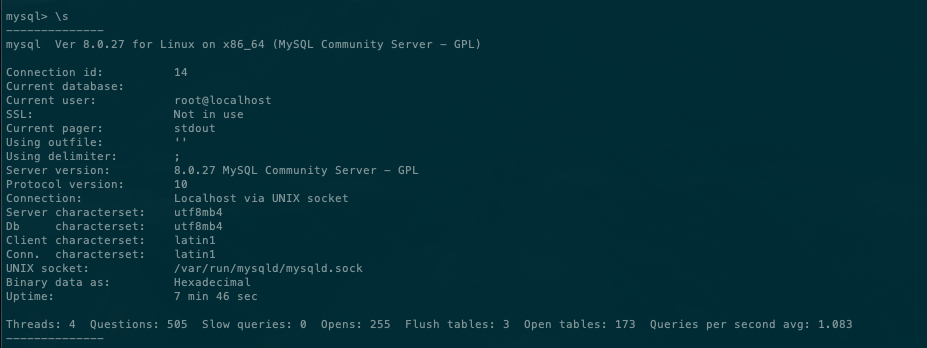 mysql> \s
--------------
mysql  Ver 8.0.27 for Linux on x86_64 (MySQL Community Server - GPL)

Connection id:          14
Current database:
Current user:           root@localhost
SSL:                    Not in use
Current pager:          stdout
Using outfile:          ''
Using delimiter:        ;
Server version:         8.0.27 MySQL Community Server - GPL
Protocol version:       10
Connection:             Localhost via UNIX socket
Server characterset:    utf8mb4
Db     characterset:    utf8mb4
Client characterset:    latin1
Conn.  characterset:    latin1
UNIX socket:            /var/run/mysqld/mysqld.sock
Binary data as:         Hexadecimal
Uptime:                 7 min 46 sec

Threads: 4  Questions: 505  Slow queries: 0  Opens: 255  Flush tables: 3  Open tables: 173  Queries per second avg: 1.083
--------------